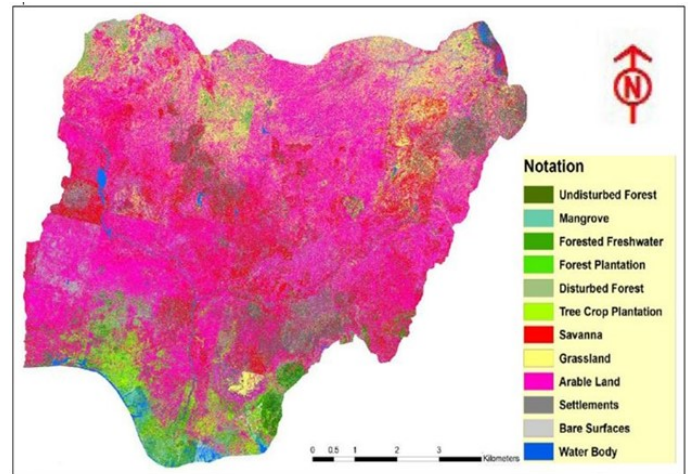 N
Notation
Undisturbed Forest
Mangrove
Forested Freshwater
Forest Plantation
Disturbed Forest
Tree Crop Plantation
Savanna
Grassland
Arable Land
Settlements
Bare Surfaces
Water Body
0 0.5 1 2 3 4
Kilometers